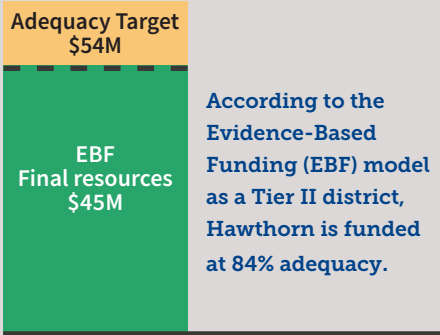 Adequacy Target
$54M
EBF
Final resources
$45M
According to the
Evidence-Based
Funding (EBF) model
as a Tier II district,
Hawthorn is funded
at 84% adequacy.